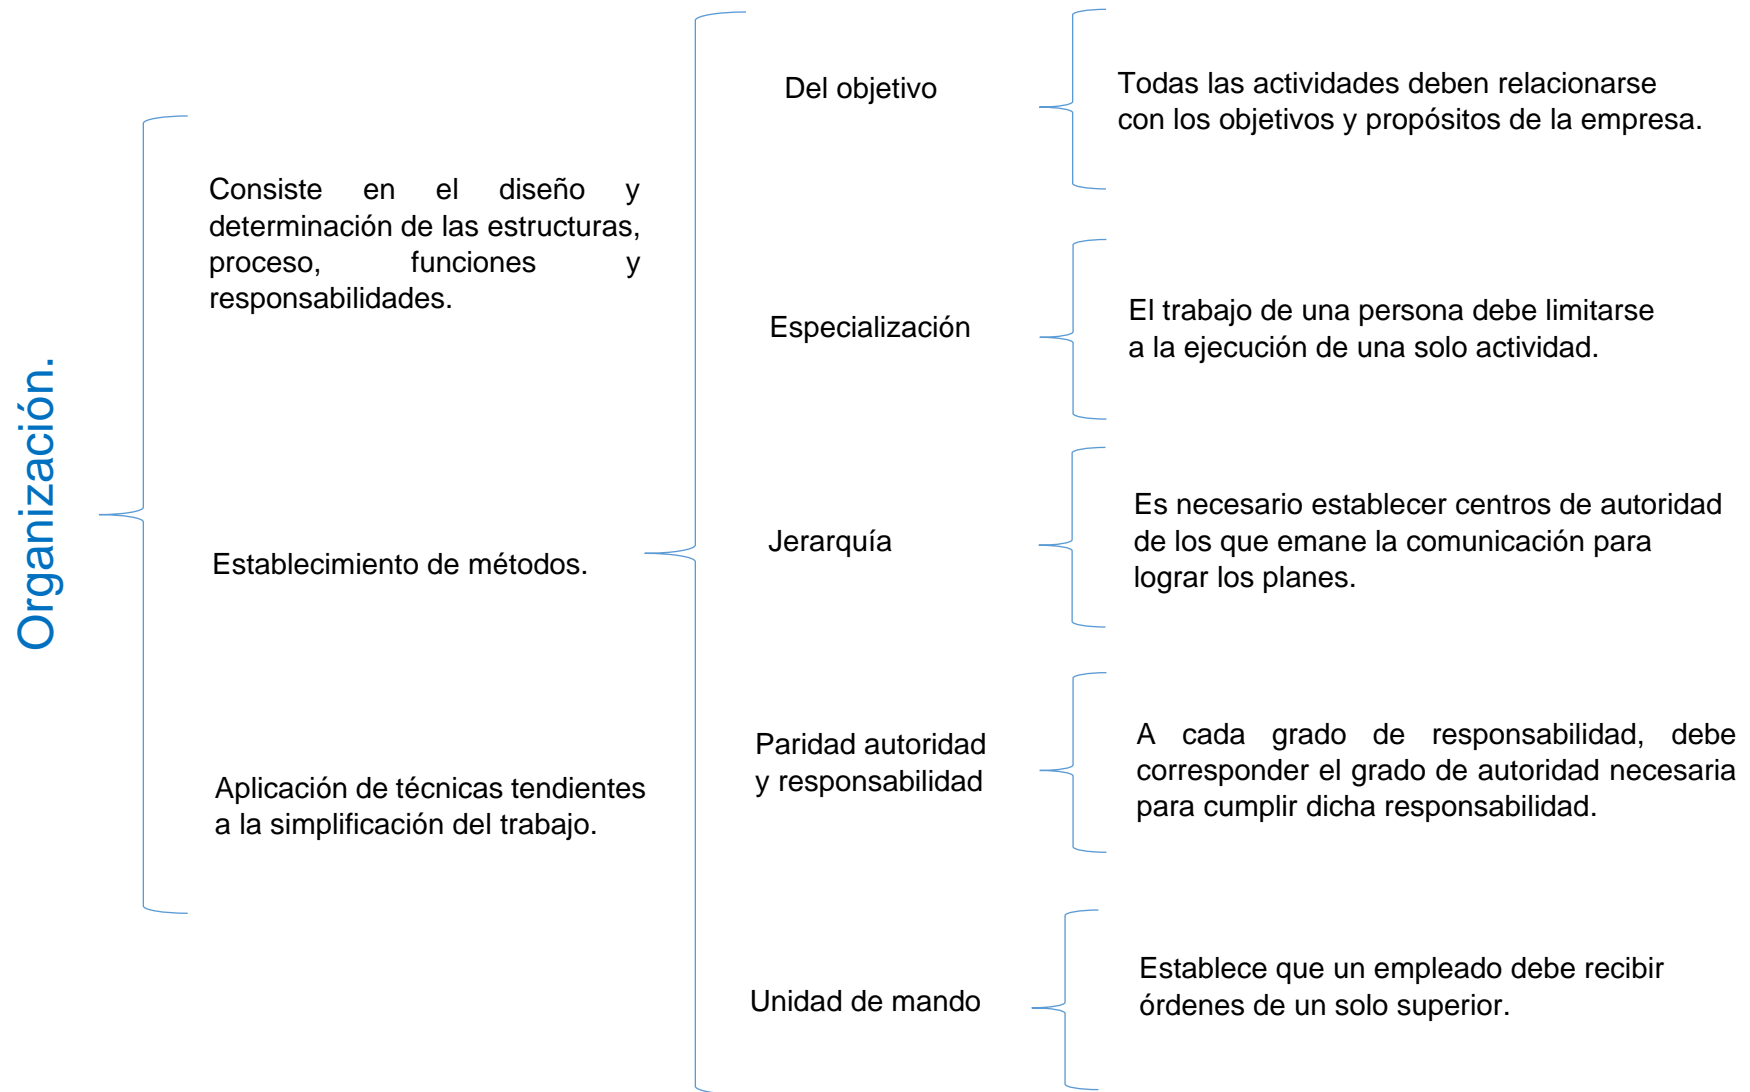 Organización.
Consiste en el diseño y
determinación de las estructuras,
proceso, funciones y
responsabilidades.
Establecimiento de métodos.
Aplicación de técnicas tendientes
a la simplificación del trabajo.
Del objetivo
Todas las actividades deben relacionarse
con los objetivos y propósitos de la empresa.
Especialización
El trabajo de una persona debe limitarse
a la ejecución de una solo actividad.
Jerarquía
Es necesario establecer centros de autoridad
de los que emane la comunicación para
lograr los planes.
Paridad autoridad
y responsabilidad
A cada grado de responsabilidad, debe
corresponder el grado de autoridad necesaria
para cumplir dicha responsabilidad.
Unidad de mando
Establece que un empleado debe recibir
órdenes de un solo superior.